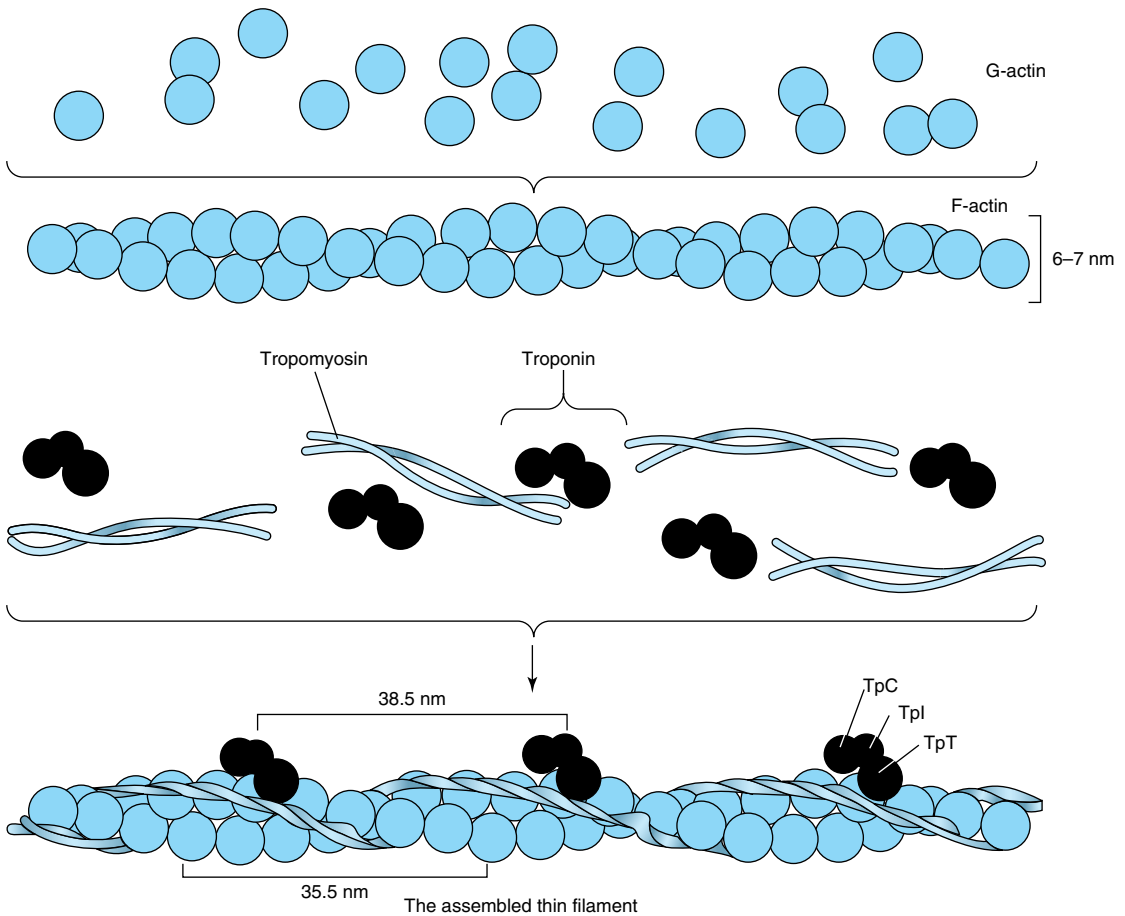 G-actin
F-actin
6–7 nm
Tropomyosin
Troponin
38.5 nm
TpC
TpI
TpT
35.5 nm
The assembled thin filament